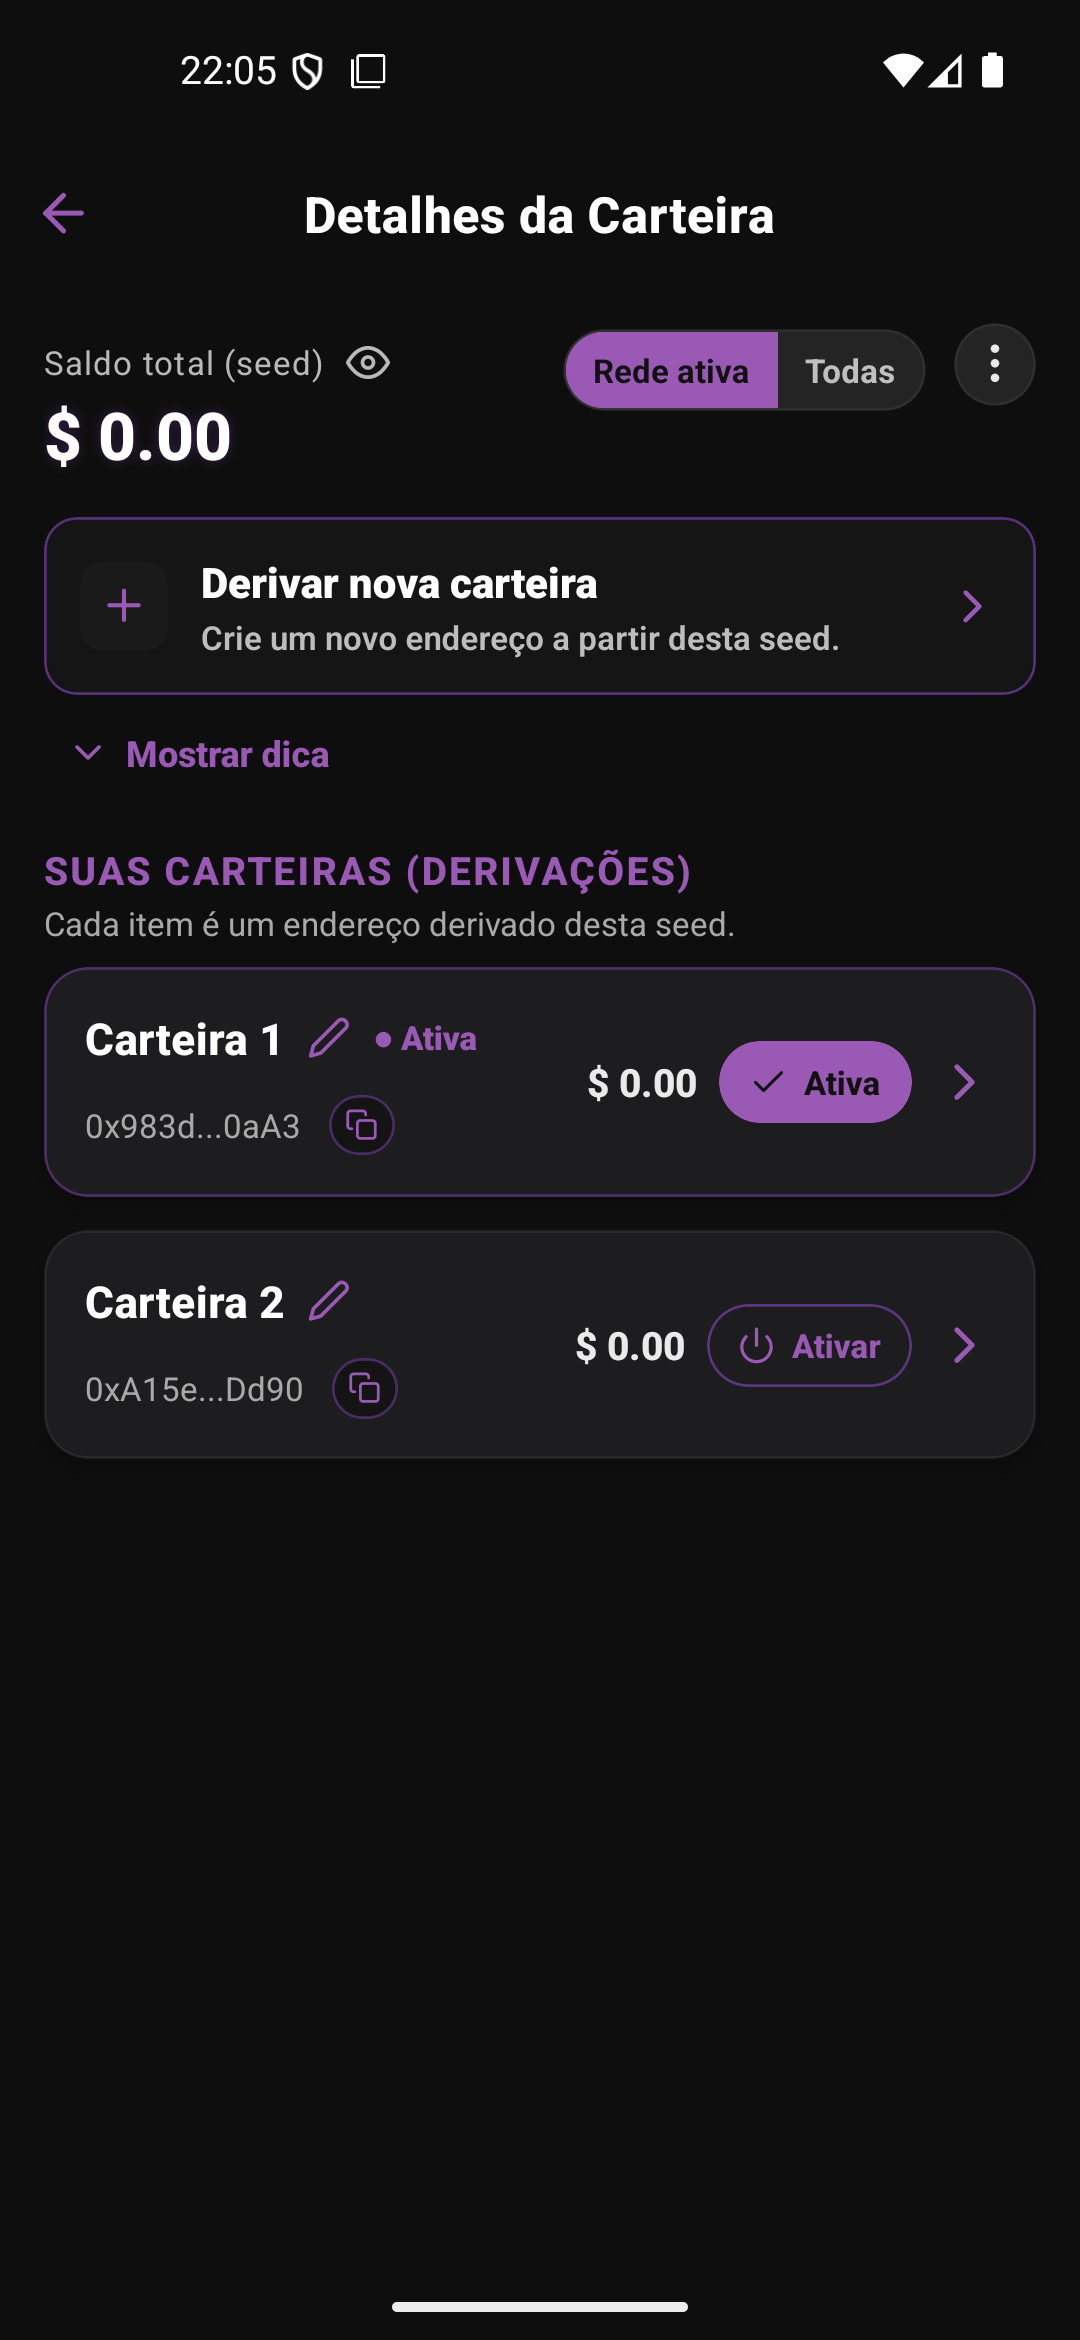 22:05
Detalhes da Carteira
Saldo total (seed)
Rede ativa
Todas
$ 0.00
Derivar nova carteira
Crie um novo endereço a partir desta seed.
Mostrar dica
SUAS CARTEIRAS (DERIVAÇÕES)
Cada item é um endereço derivado desta seed.
Carteira 1
Ativa
$ 0.00
Ativa
0x983d...0aA3
Carteira 2
$ 0.00
Ativar
0xA15e...Dd90